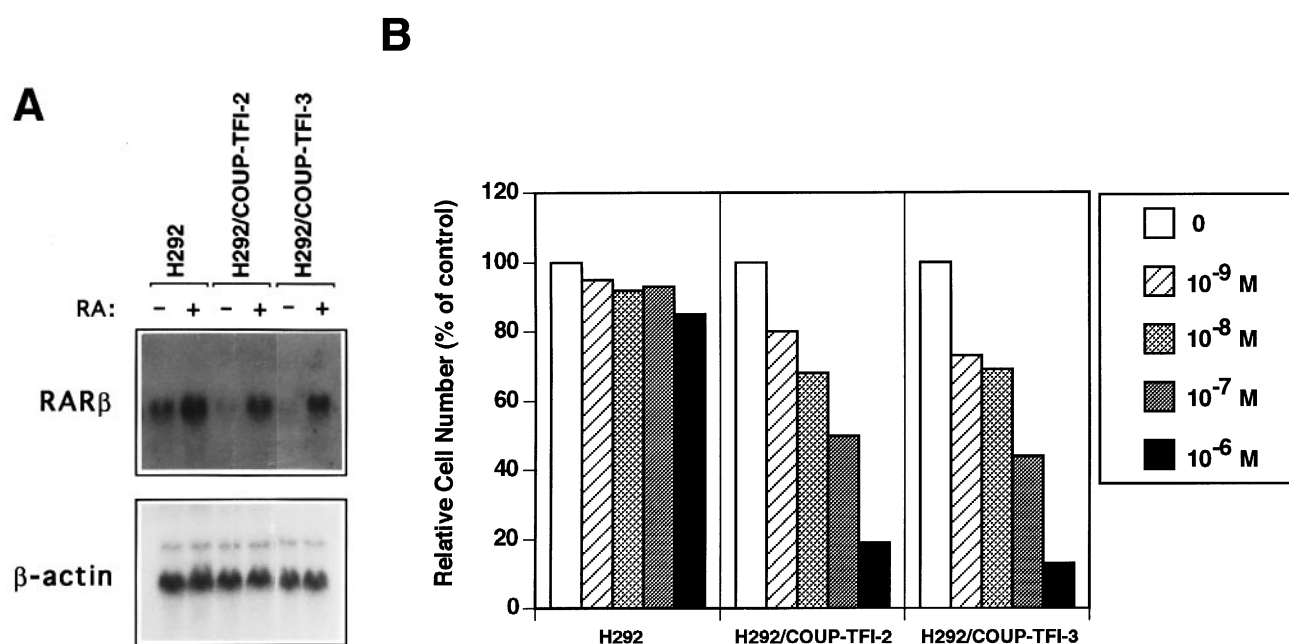 A
H292
H292/COUP-TFI-2
H292/COUP-TFI-3
RA: - + - + - +
RARβ
β-actin
B
Relative Cell Number (% of control)
120
100
80
60
40
20
0
H292 H292/COUP-TFI-2 H292/COUP-TFI-3
0
10⁻⁹ M
10⁻⁸ M
10⁻⁷ M
10⁻⁶ M